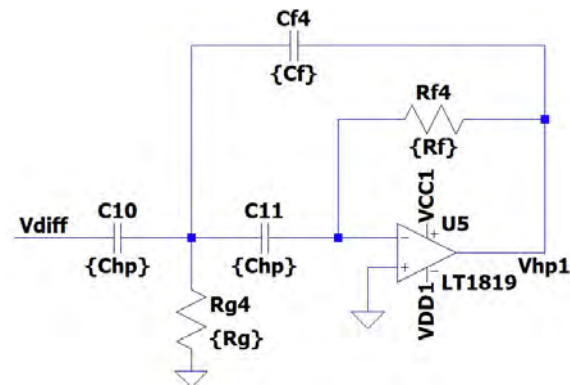 Cf4
{Cf}
Rf4
{Rf}
Vdiff
C10
{Chp}
C11
{Chp}
VCC1
U5
LT1819
VDD1
Vhp1
Rg4
{Rg}